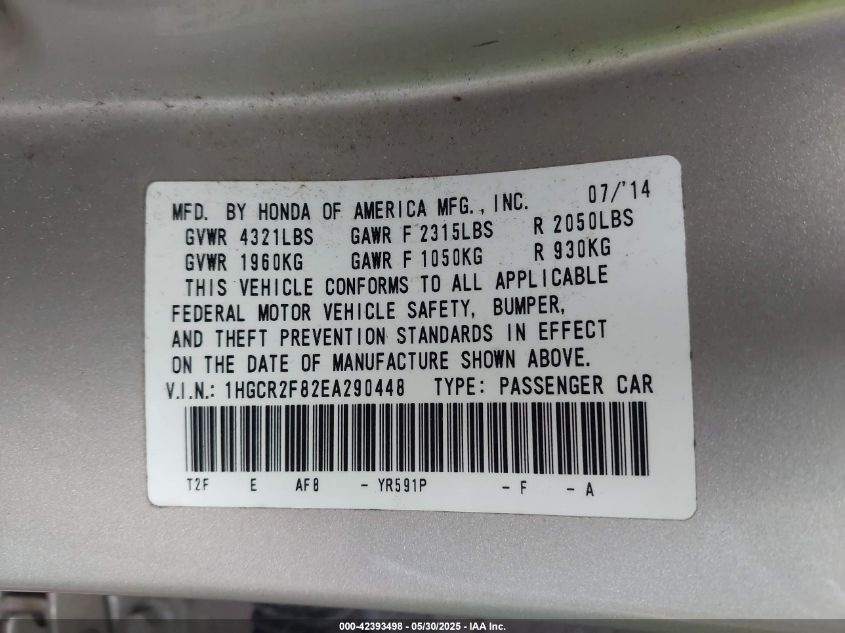 MFD. BY HONDA OF AMERICA MFG., INC. 07/'14
GVWR 4321LBS GAWR F 2315LBS R 2050LBS
GVWR 1960KG GAWR F 1050KG R 930KG
THIS VEHICLE CONFORMS TO ALL APPLICABLE
FEDERAL MOTOR VEHICLE SAFETY, BUMPER,
AND THEFT PREVENTION STANDARDS IN EFFECT
ON THE DATE OF MANUFACTURE SHOWN ABOVE.
V.I.N.: 1HGCR2F82EA290448 TYPE: PASSENGER CAR
T2F E AF8 - YR591P - F - A
000-42393498 - 05/30/2025 - IAA Inc.